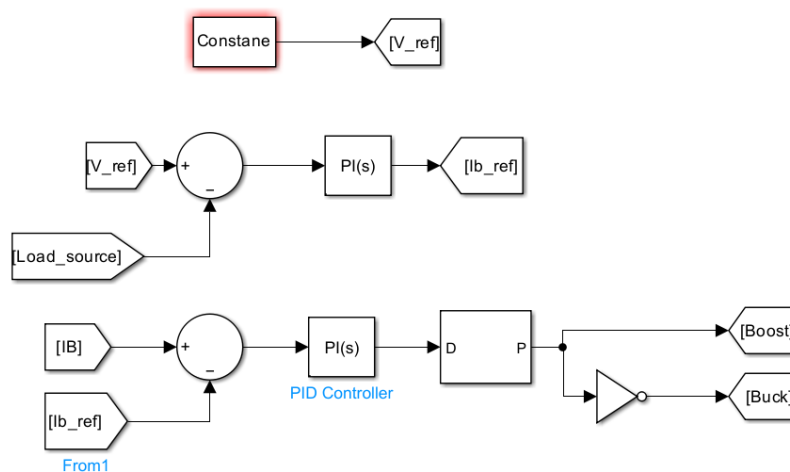 Constane
[V_ref]
[V_ref]
+
−
PI(s)
[Ib_ref]
[Load_source]
[IB]
+
−
PI(s)
D
P
[Boost]
PID Controller
[Buck]
[Ib_ref]
From1